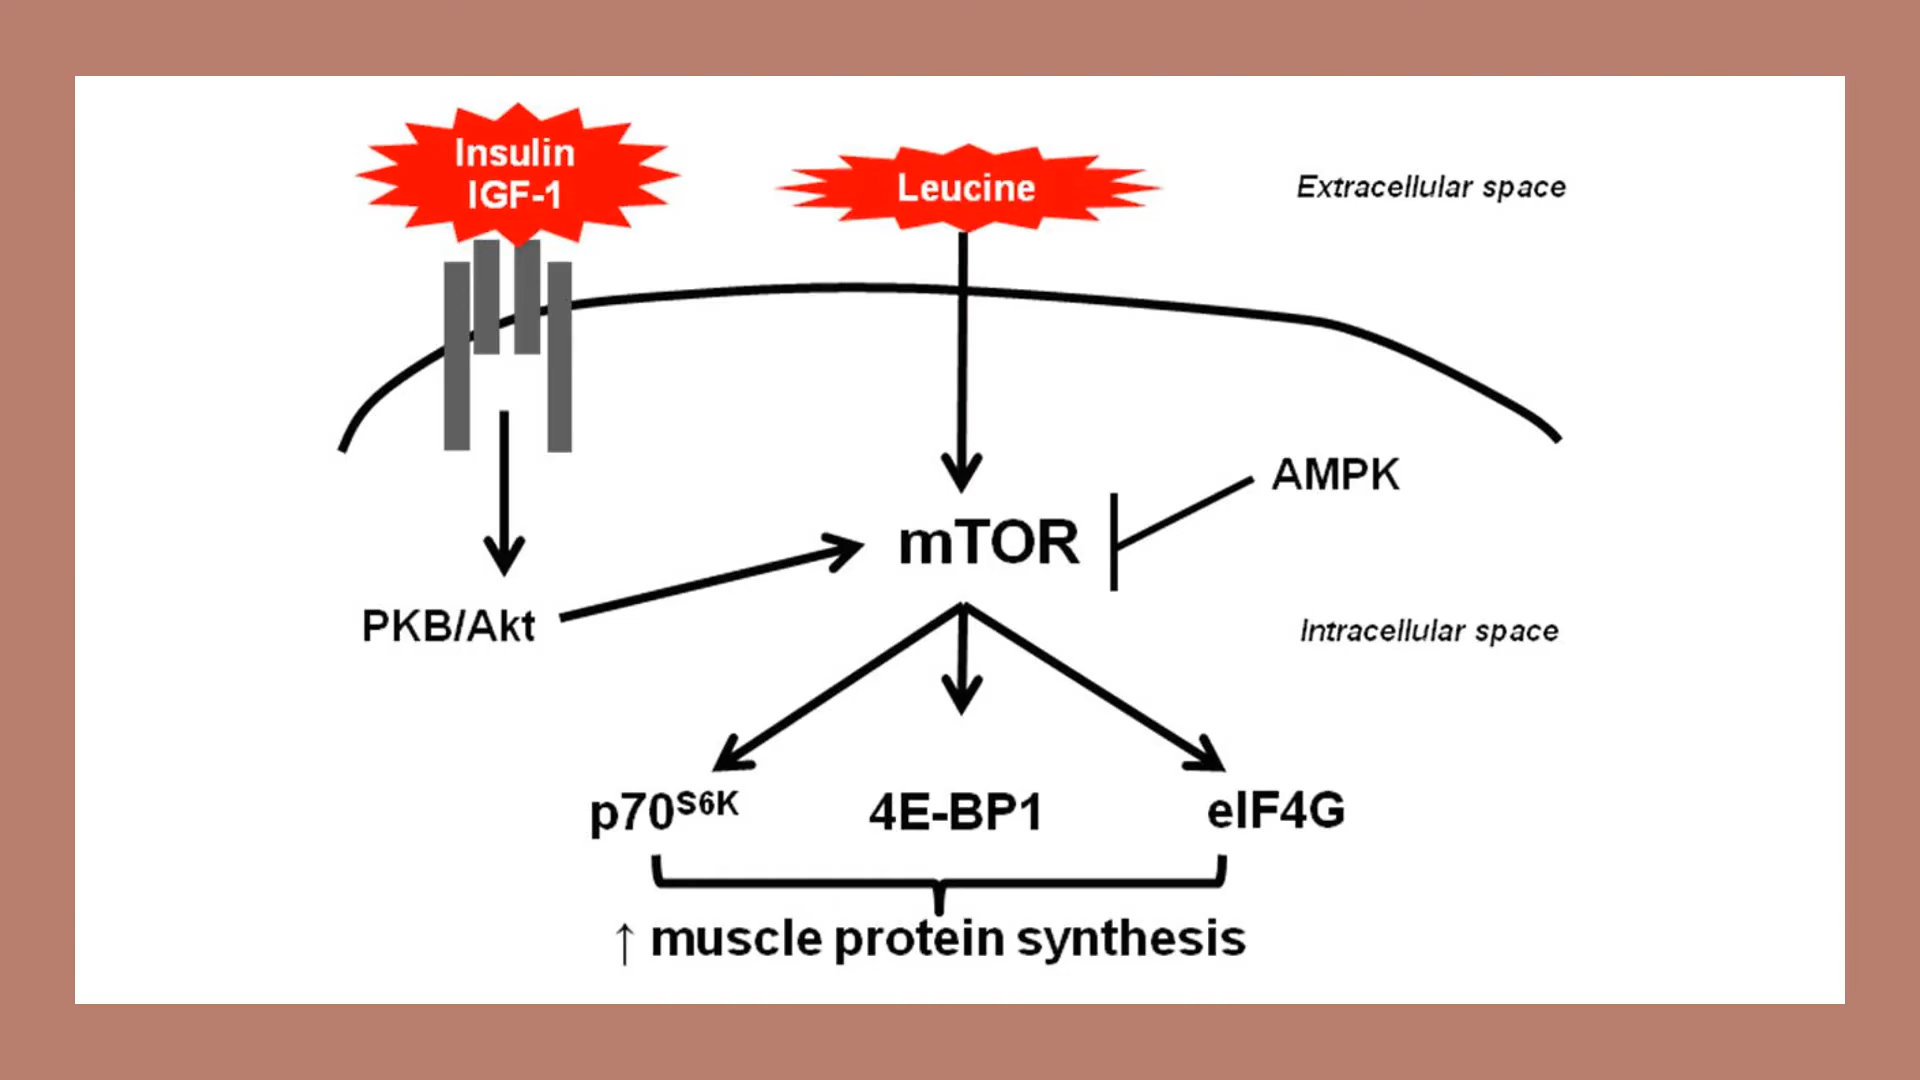 Insulin
IGF-1
Leucine
Extracellular space
AMPK
mTOR
PKB/Akt
Intracellular space
p70S6K
4E-BP1
eIF4G
↑ muscle protein synthesis